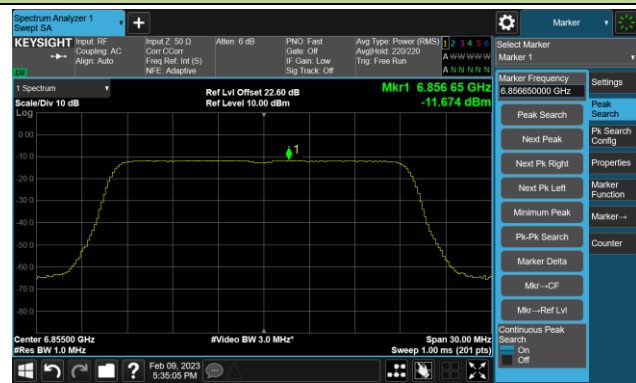 Spectrum Analyzer 1
Swept SA
+
Marker
KEYSIGHT
Input: RF
Coupling: AC
Align: Auto
Input Z: 50 Ω
Corr CCorr
Freq Ref: Int (S)
NFE: Adaptive
Atten: 6 dB
PNO: Fast
Gate: Off
IF Gain: Low
Sig Track: Off
Avg Type: Power (RMS)
Avg|Hold: 220/220
Trig: Free Run
1 2 3 4 5 6
A W W W W W
A N N N N N
LU
Select Marker
Marker 1
1 Spectrum
Scale/Div 10 dB
Log
Ref Lvl Offset 22.60 dB
Ref Level 10.00 dBm
Mkr1 6.856 65 GHz
-11.674 dBm
0.00
-10.0
-20.0
-30.0
-40.0
-50.0
-60.0
-70.0
-80.0
1
Center 6.85500 GHz
#Res BW 1.0 MHz
#Video BW 3.0 MHz*
Span 30.00 MHz
Sweep 1.00 ms (201 pts)
Marker Frequency
6.856650000 GHz
Peak Search
Next Peak
Next Pk Right
Next Pk Left
Minimum Peak
Pk-Pk Search
Marker Delta
Mkr→CF
Mkr→Ref Lvl
Continuous Peak
Search
On
Off
Settings
Peak
Search
Pk Search
Config
Properties
Marker
Function
Marker→
Counter
?
Feb 09, 2023
5:35:05 PM